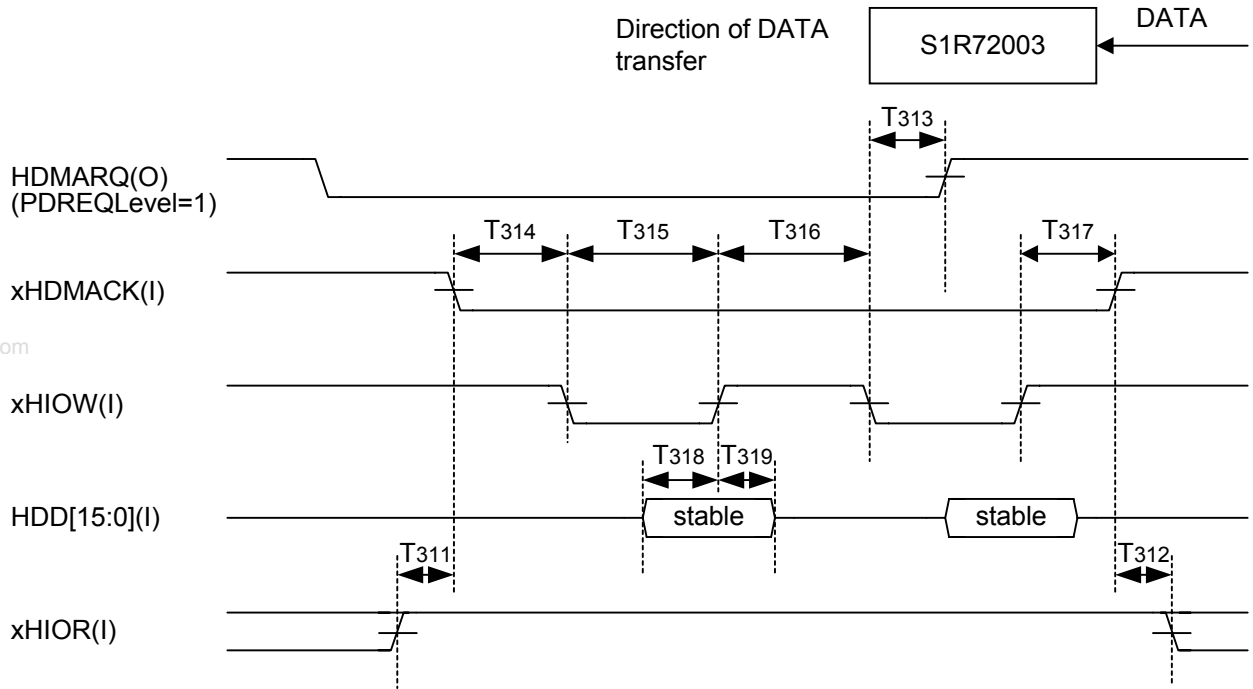 Direction of DATA
transfer
S1R72003
DATA
T313
HDMARQ(O)
(PDREQLevel=1)
T314
T315
T316
T317
xHDMACK(I)
om
xHIOW(I)
T318
T319
HDD[15:0](I)
stable
stable
T311
T312
xHIOR(I)